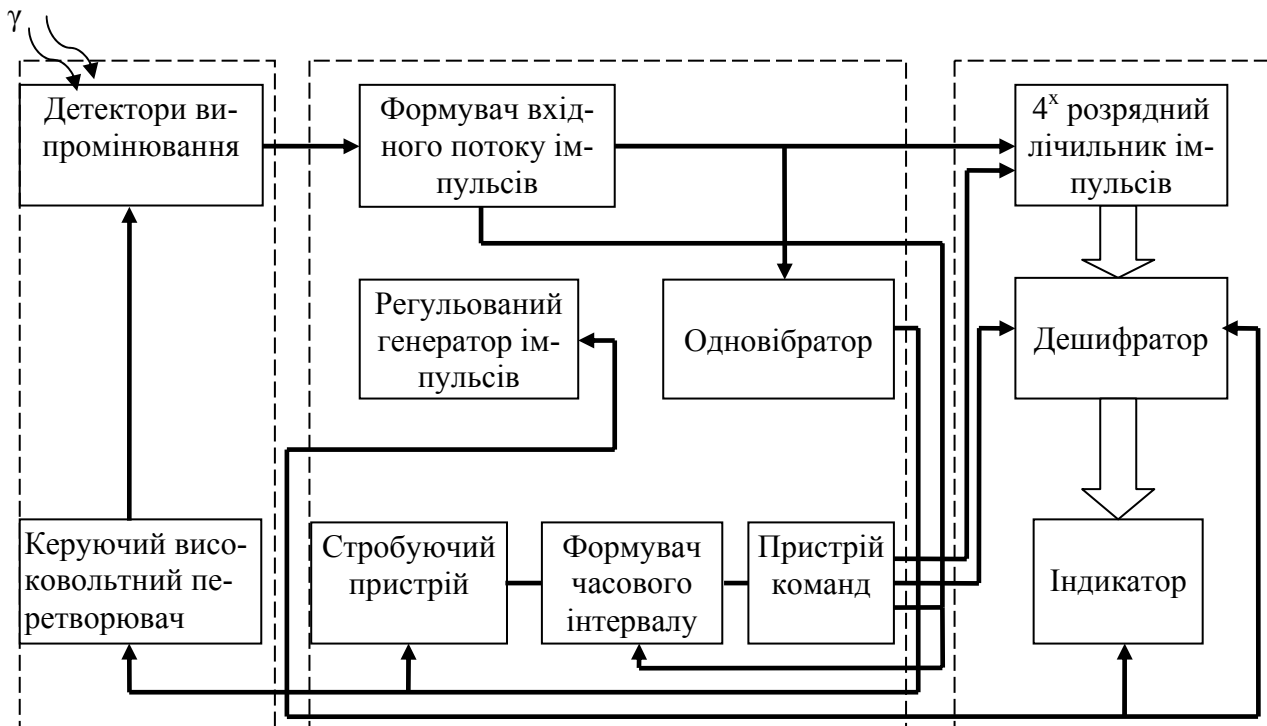 γ
Детектори ви-
промінювання
Формувач вхід-
ного потоку ім-
пульсів
4ˣ розрядний
лічильник ім-
пульсів
Регульований
генератор ім-
пульсів
Одновібратор
Дешифратор
Керуючий висо-
ковольтний пе-
ретворювач
Стробуючий
пристрій
Формувач
часового
інтервалу
Пристрій
команд
Індикатор